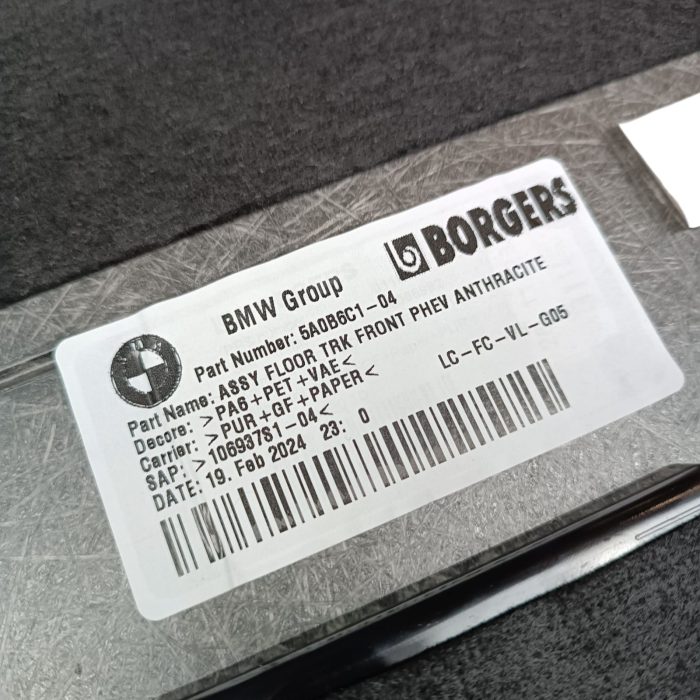 BORGERS
BMW Group
Part Number: 5A0B6C1-04
Part Name: ASSY FLOOR TRK FRONT PHEV ANTHRACITE
Decore: >PA6+PET+VAE<
Carrier: >PUR+GF+PAPER<
LC-FC-VL-G05
SAP: >10693781-04<
DATE: 19. Feb 2024 23: 0